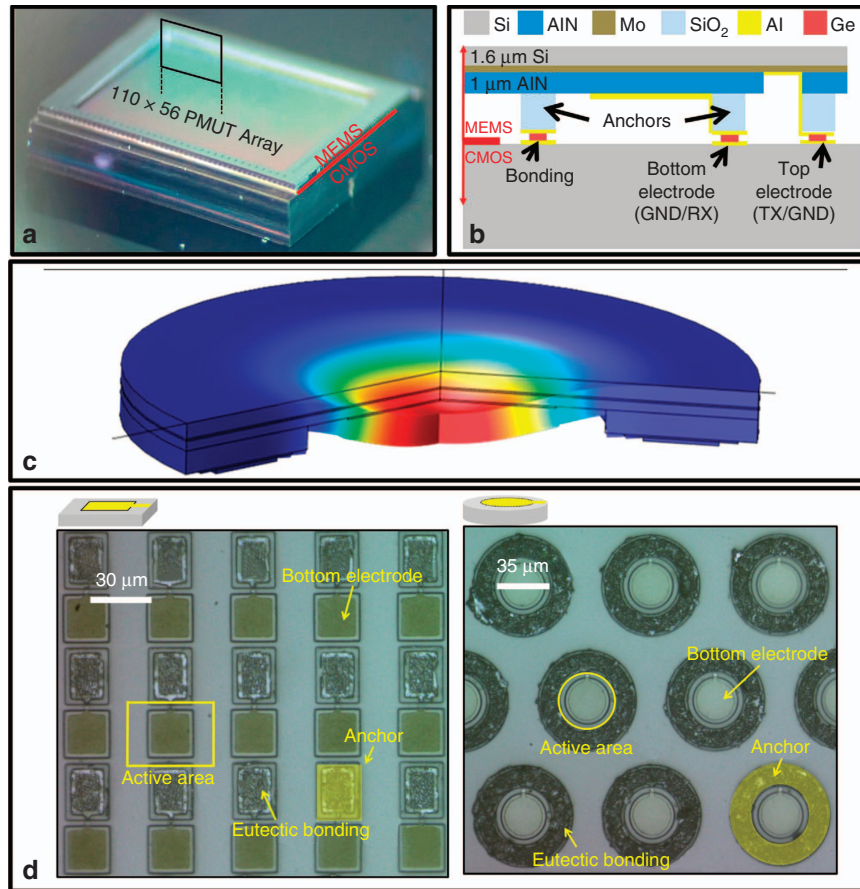 110 × 56 PMUT Array
MEMS
CMOS
a
Si AlN Mo SiO2 Al Ge
1.6 μm Si
1 μm AlN
Anchors
MEMS
CMOS
Bonding
Bottom
electrode
(GND/RX)
Top
electrode
(TX/GND)
b
c
30 μm
Bottom electrode
Active area
Anchor
Eutectic bonding
d
35 μm
Bottom electrode
Active area
Anchor
Eutectic bonding